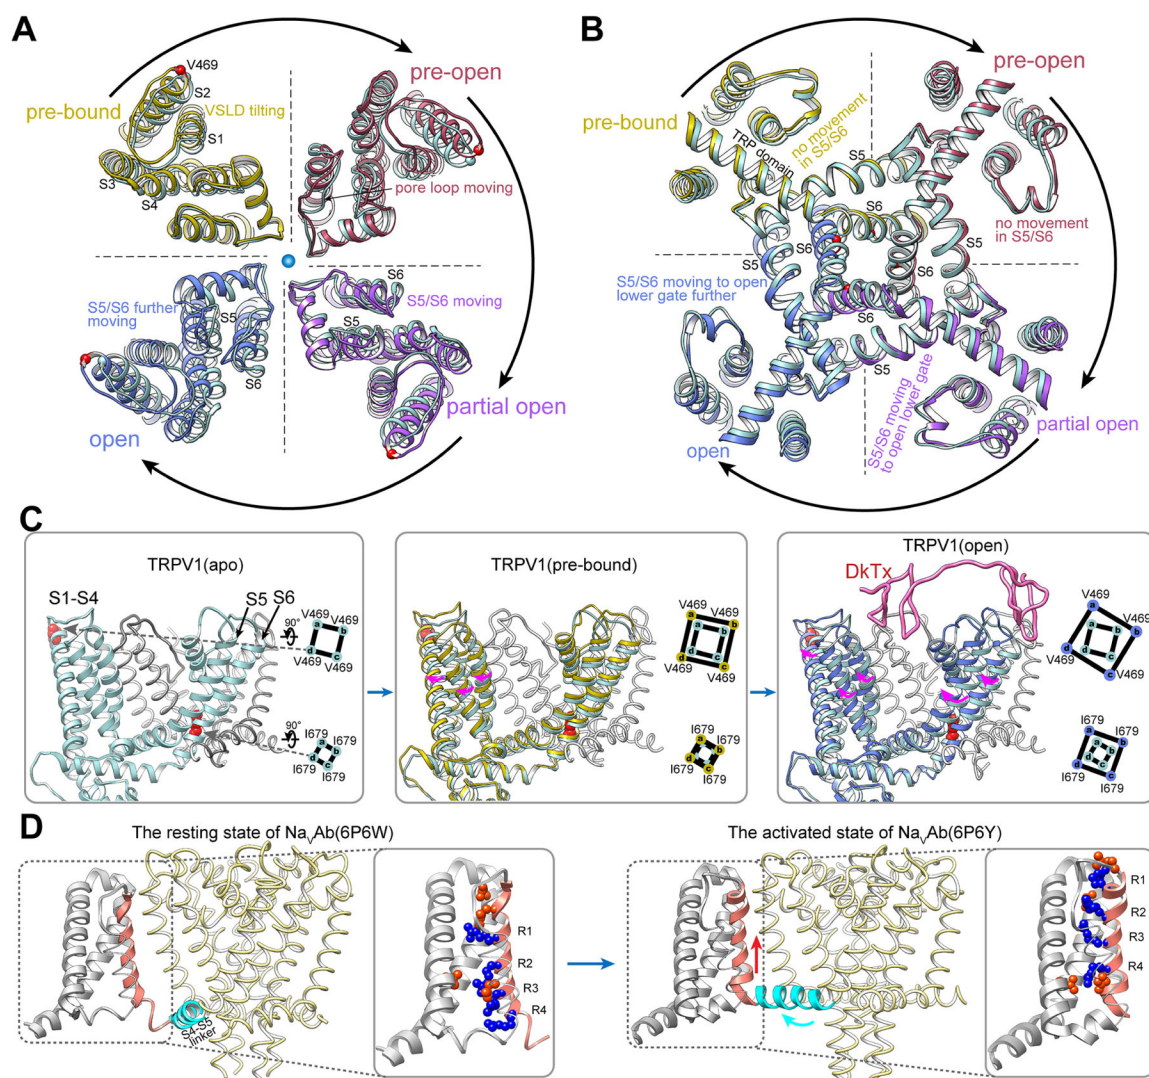 A
V469
S2
pre-bound
VSLD tilting
S1
S3
S4
pre-open
pore loop moving
S5/S6 further
moving
S5
S6
open
S6
S5/S6 moving
S5
partial open
B
pre-bound
TRP domain
no movement
in S5/S6
S5
S6
pre-open
no movement
in S5/S6
S5
S6
S6
S5
S5/S6 moving to open
lower gate further
open
S6
S5
S5/S6 moving
to open lower gate
partial open
C
TRPV1(apo)
S1-S4
S5
S6
90°
V469
V469
a
b
d
c
V469
V469
90°
I679
I679
a
b
d
c
I679
I679
TRPV1(pre-bound)
V469
V469
a
b
a
b
d
c
d
c
V469
V469
I679
I679
a
b
d
c
I679
I679
TRPV1(open)
DkTx
V469
a
V469
a
b
b
d
c
d
V469
c
V469
I679
a
I679
a
b
b
d
c
d
c
I679
I679
D
The resting state of NaᵥAb(6P6W)
S4-S5
linker
R1
R2
R3
R4
The activated state of NaᵥAb(6P6Y)
R1
R2
R3
R4